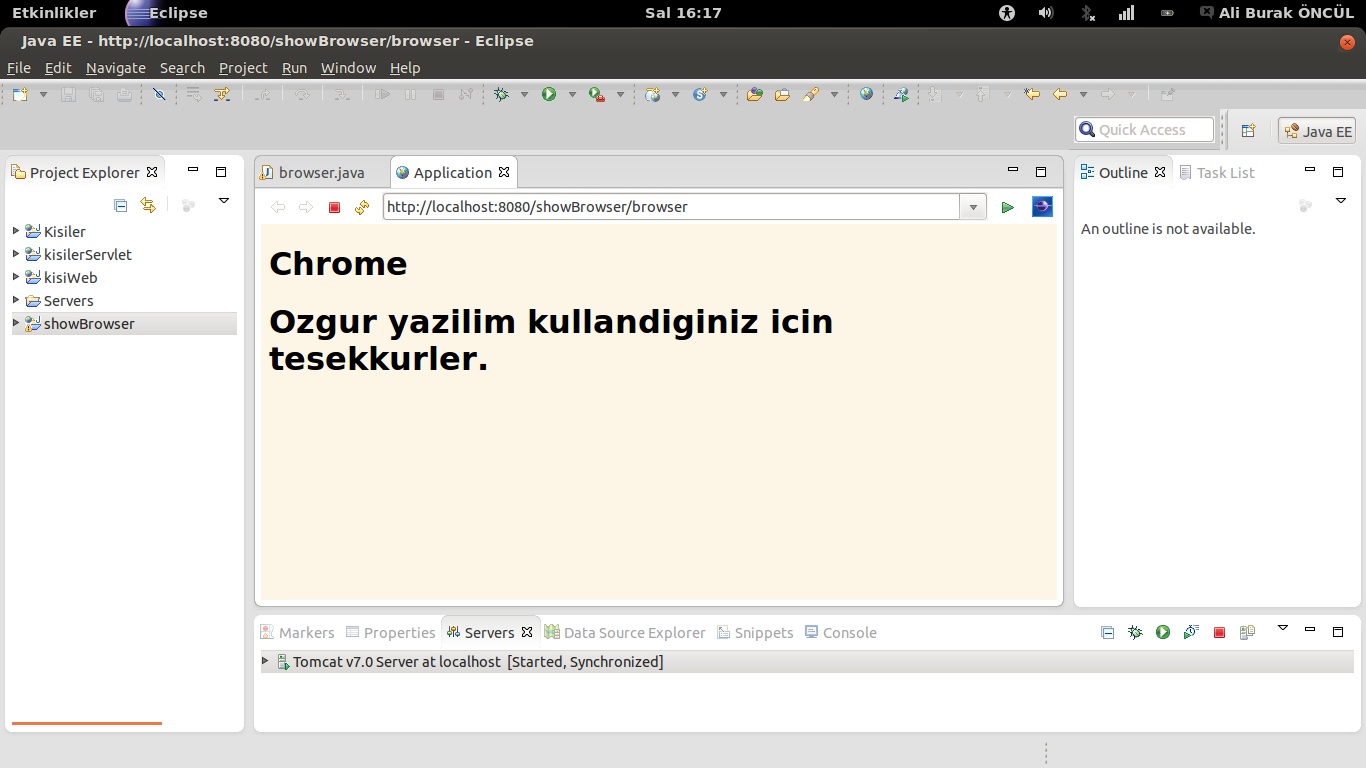 Etkinlikler
Eclipse
Sal 16:17
Ali Burak ÖNCÜL
Java EE - http://localhost:8080/showBrowser/browser - Eclipse
File Edit Navigate Search Project Run Window Help
Quick Access
Java EE
Project Explorer
Kisiler
kisilerServlet
kisiWeb
Servers
showBrowser
browser.java
Application
http://localhost:8080/showBrowser/browser
Chrome
Ozgur yazilim kullandiginiz icin
tesekkurler.
Outline
Task List
An outline is not available.
Markers
Properties
Servers
Data Source Explorer
Snippets
Console
Tomcat v7.0 Server at localhost [Started, Synchronized]